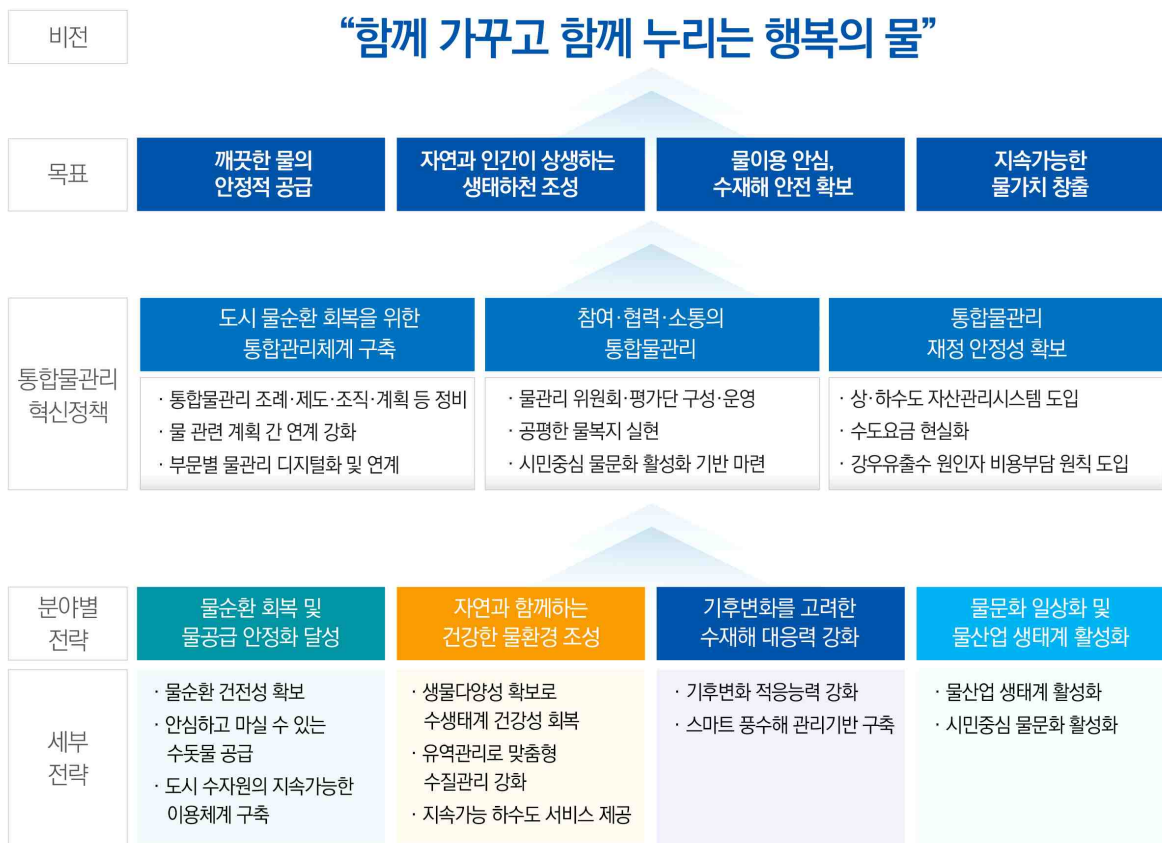 비전
“함께 가꾸고 함께 누리는 행복의 물”
목표
깨끗한 물의
안정적 공급
자연과 인간이 상생하는
생태하천 조성
물이용 안심,
수재해 안전 확보
지속가능한
물가치 창출
통합물관리
혁신정책
도시 물순환 회복을 위한
통합관리체계 구축
· 통합물관리 조례·제도·조직·계획 등 정비
· 물 관련 계획 간 연계 강화
· 부문별 물관리 디지털화 및 연계
참여·협력·소통의
통합물관리
· 물관리 위원회·평가단 구성·운영
· 공평한 물복지 실현
· 시민중심 물문화 활성화 기반 마련
통합물관리
재정 안정성 확보
· 상·하수도 자산관리시스템 도입
· 수도요금 현실화
· 강우유출수 원인자 비용부담 원칙 도입
분야별
전략
물순환 회복 및
물공급 안정화 달성
자연과 함께하는
건강한 물환경 조성
기후변화를 고려한
수재해 대응력 강화
물문화 일상화 및
물산업 생태계 활성화
세부
전략
· 물순환 건전성 확보
· 안심하고 마실 수 있는
수돗물 공급
· 도시 수자원의 지속가능한
이용체계 구축
· 생물다양성 확보로
수생태계 건강성 회복
· 유역관리로 맞춤형
수질관리 강화
· 지속가능 하수도 서비스 제공
· 기후변화 적응능력 강화
· 스마트 풍수해 관리기반 구축
· 물산업 생태계 활성화
· 시민중심 물문화 활성화